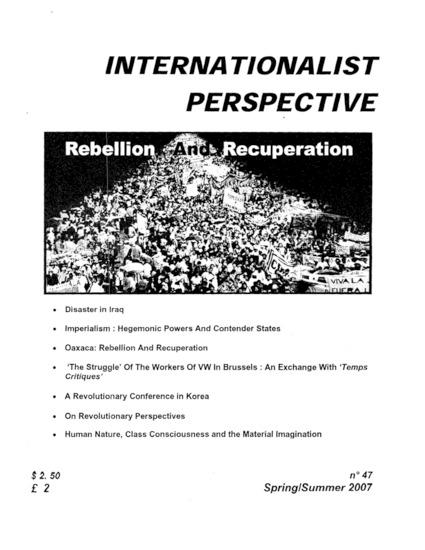 INTERNATIONALIST
PERSPECTIVE
Rebellion And Recuperation
VIVA LA
FUERA
• Disaster in Iraq
• Imperialism : Hegemonic Powers And Contender States
• Oaxaca: Rebellion And Recuperation
• 'The Struggle' Of The Workers Of VW In Brussels : An Exchange With 'Temps
Critiques'
• A Revolutionary Conference in Korea
• On Revolutionary Perspectives
• Human Nature, Class Consciousness and the Material Imagination
$ 2. 50
n° 47
£ 2
Spring/Summer 2007